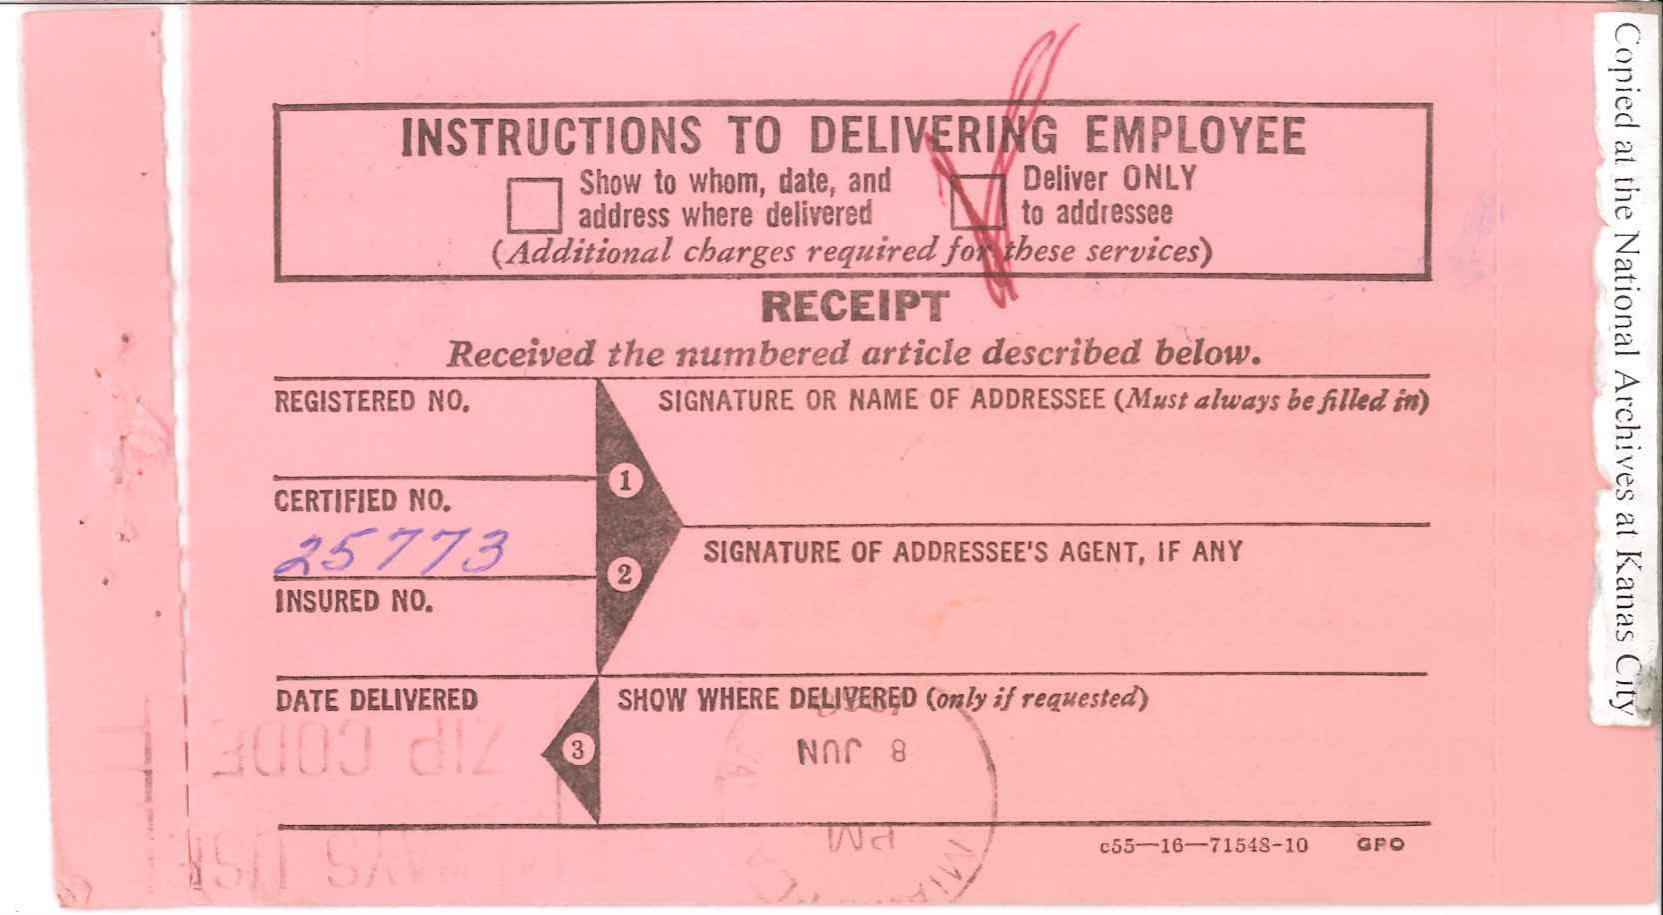 INSTRUCTIONS TO DELIVERING EMPLOYEE
Show to whom, date, and
address where delivered
Deliver ONLY
to addressee
(Additional charges required for these services)
RECEIPT
Received the numbered article described below.
REGISTERED NO.
SIGNATURE OR NAME OF ADDRESSEE (Must always be filled in)
1
CERTIFIED NO.
25773
SIGNATURE OF ADDRESSEE'S AGENT, IF ANY
2
INSURED NO.
DATE DELIVERED
SHOW WHERE DELIVERED (only if requested)
3
8 JUN
PM
ZIP CODE
c55—16—71548-10 GPO
Copied at the National Archives at Kanas City